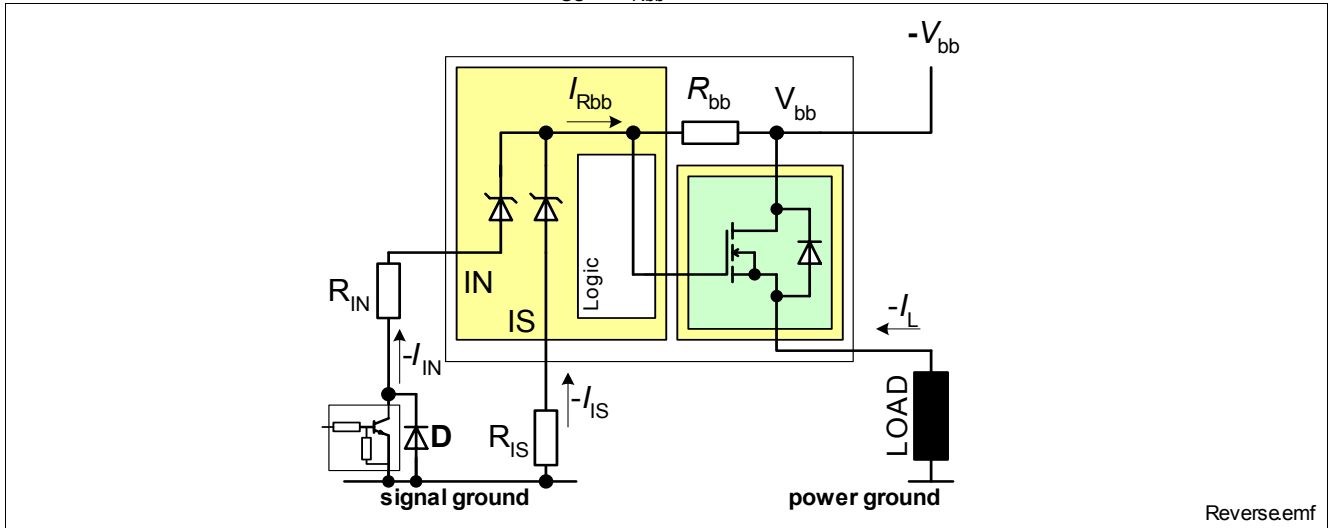 -Vbb
IRbb
Rbb
Vbb
Logic
RIN
IN
IS
-IL
-IIN
-IIS
LOAD
D
RIS
signal ground
power ground
Reverse.emf